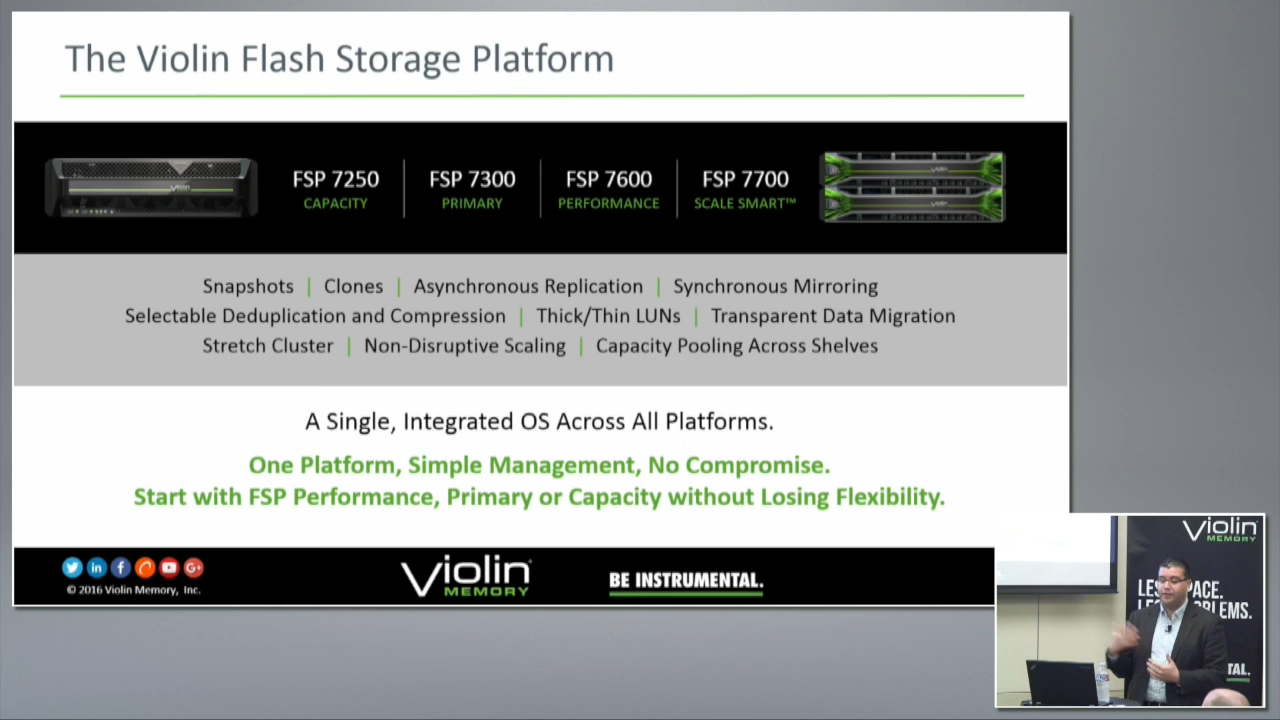 The Violin Flash Storage Platform
FSP 7250
CAPACITY
FSP 7300
PRIMARY
FSP 7600
PERFORMANCE
FSP 7700
SCALE SMART™
Snapshots | Clones | Asynchronous Replication | Synchronous Mirroring
Selectable Deduplication and Compression | Thick/Thin LUNs | Transparent Data Migration
Stretch Cluster | Non-Disruptive Scaling | Capacity Pooling Across Shelves
A Single, Integrated OS Across All Platforms.
One Platform, Simple Management, No Compromise.
Start with FSP Performance, Primary or Capacity without Losing Flexibility.
© 2016 Violin Memory, Inc.
Violin
MEMORY
BE INSTRUMENTAL.
Violin
MEMORY